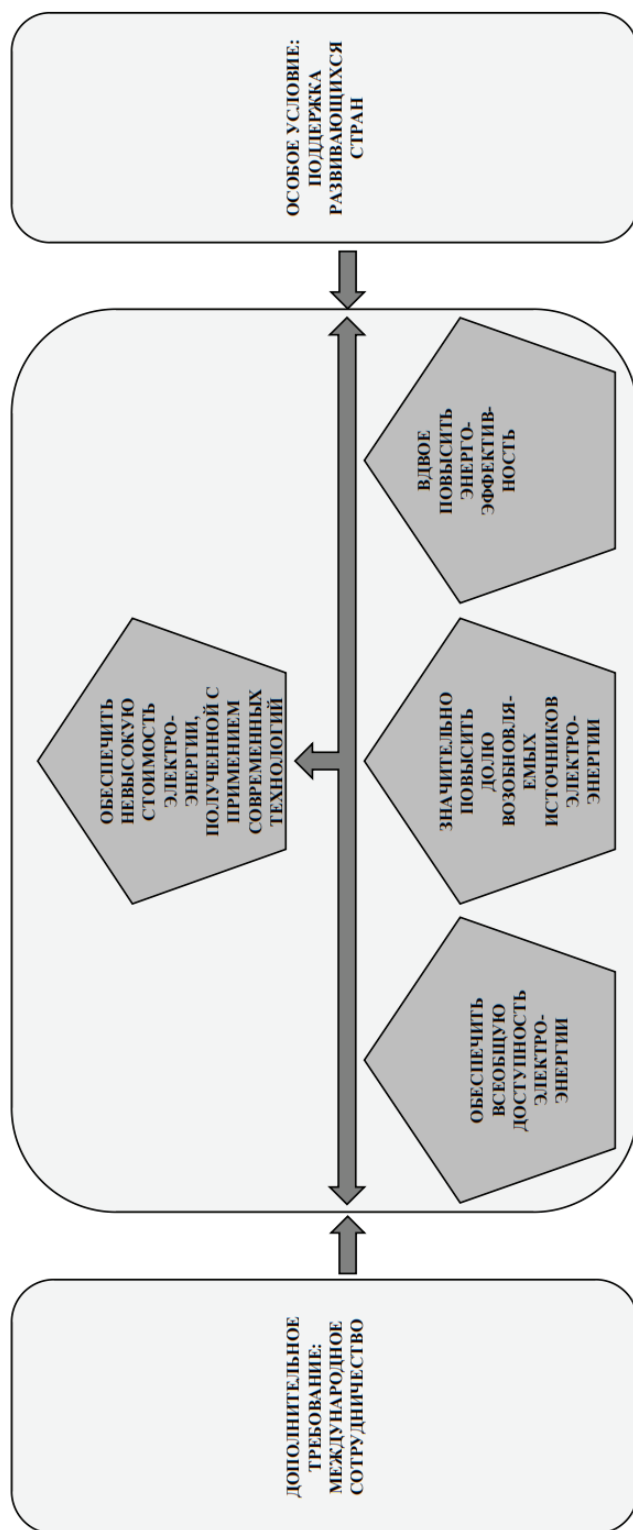 ДОПОЛНИТЕЛЬНОЕ
ТРЕБОВАНИЕ:
МЕЖДУНАРОДНОЕ
СОТРУДНИЧЕСТВО
ОБЕСПЕЧИТЬ
НЕВЫСОКУЮ
СТОИМОСТЬ
ЭЛЕКТРО-
ЭНЕРГИИ,
ПОЛУЧЕННОЙ С
ПРИМЕНИЕМ
СОВРЕМЕННЫХ
ТЕХНОЛОГИЙ
ОБЕСПЕЧИТЬ
ВСЕОБЩУЮ
ДОСТУПНОСТЬ
ЭЛЕКТРО-
ЭНЕРГИИ
ЗНАЧИТЕЛЬНО
ПОВЫСИТЬ
ДОЛЮ
ВОЗОБНОВЛЯ-
ЕМЫХ
ИСТОЧНИКОВ
ЭЛЕКТРО-
ЭНЕРГИИ
ВДВОЕ
ПОВЫСИТЬ
ЭНЕРГО-
ЭФФЕКТИВ-
НОСТЬ
ОСОБОЕ УСЛОВИЕ:
ПОДДЕРЖКА
РАЗВИВАЮЩИХСЯ
СТРАН